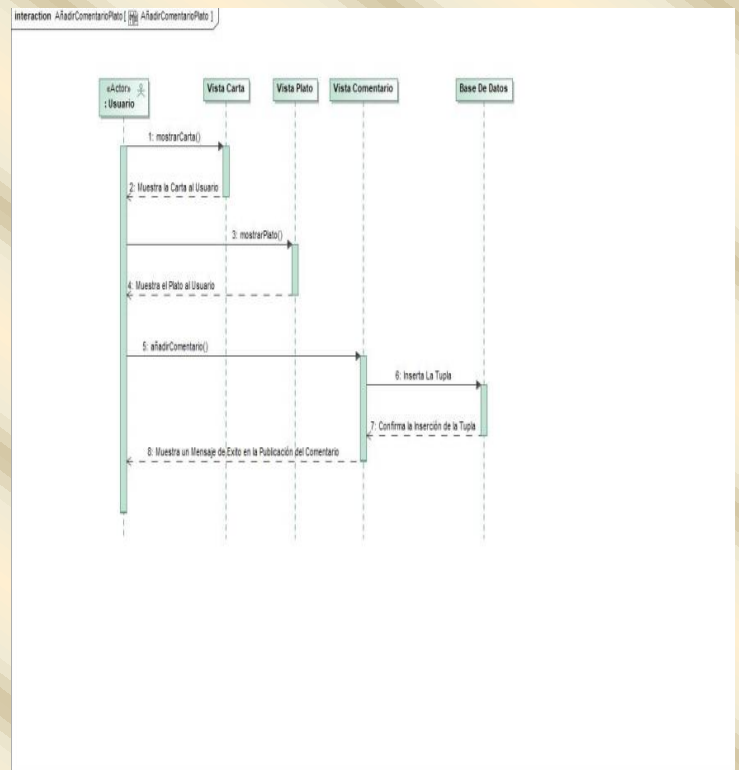 interaction AñadirComentarioPlato [ AñadirComentarioPlato ]
«Actor»
: Usuario
Vista Carta
Vista Plato
Vista Comentario
Base De Datos
1: mostrarCarta()
2: Muestra la Carta al Usuario
3: mostrarPlato()
4: Muestra el Plato al Usuario
5: añadirComentario()
6: Inserta La Tupla
7: Confirma la Inserción de la Tupla
8: Muestra un Mensaje de Exito en la Publicación del Comentario